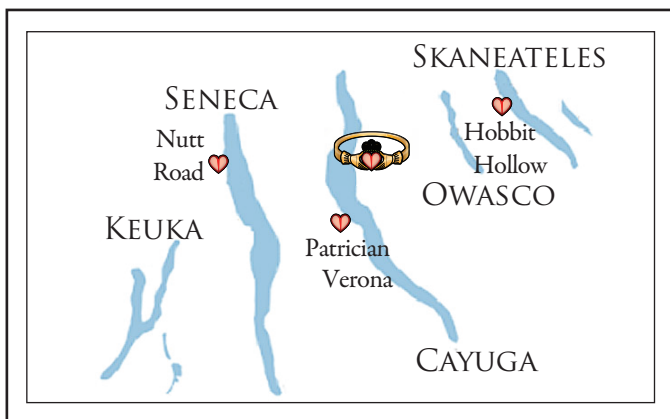 SKANEATELES
SENECA
Nutt
Road
Hobbit
Hollow
OWASCO
KEUKA
Patrician
Verona
CAYUGA